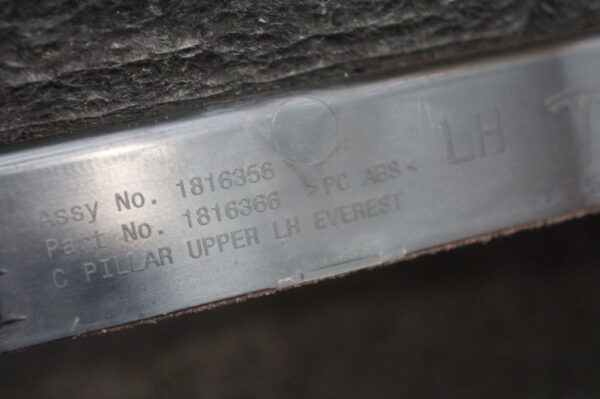 Assy No. 1816356
Part No. 1816366 >PC ABS< LH
C PILLAR UPPER LH EVEREST